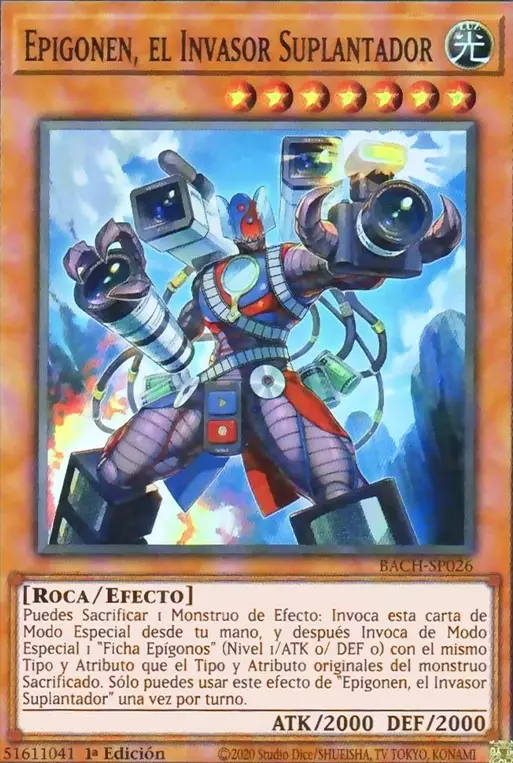 Epigonen, el Invasor Suplantador
光
BACH-SP026
[Roca/Efecto]
Puedes Sacrificar 1 Monstruo de Efecto: Invoca esta carta de
Modo Especial desde tu mano, y después Invoca de Modo
Especial 1 "Ficha Epígonos" (Nivel 1/ATK 0/ DEF 0) con el mismo
Tipo y Atributo que el Tipo y Atributo originales del monstruo
Sacrificado. Sólo puedes usar este efecto de "Epigonen, el Invasor
Suplantador" una vez por turno.
ATK/2000 DEF/2000
51611041 1ª Edición ©2020 Studio Dice/SHUEISHA, TV TOKYO, KONAMI